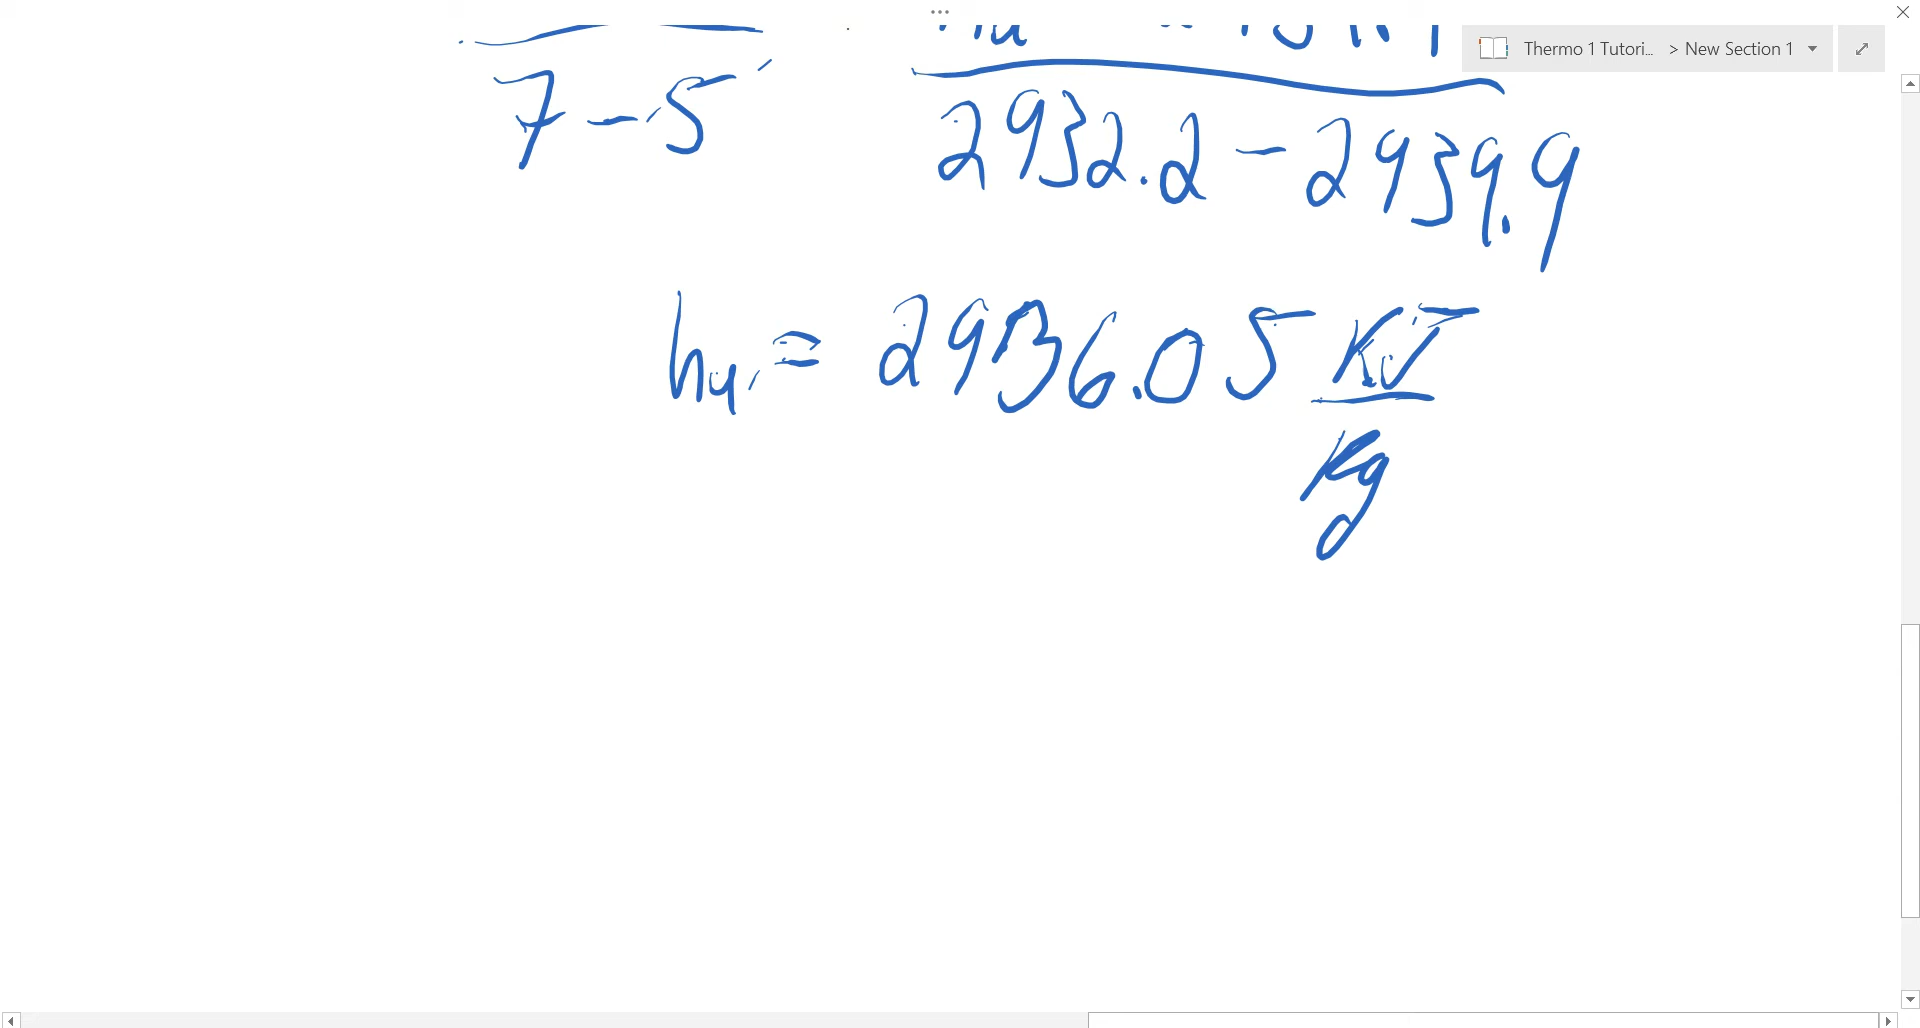 Thermo 1 Tutori... > New Section 1
7 - 5
2932.2 - 2939.9
h4 = 2936.05 KJ
Kg